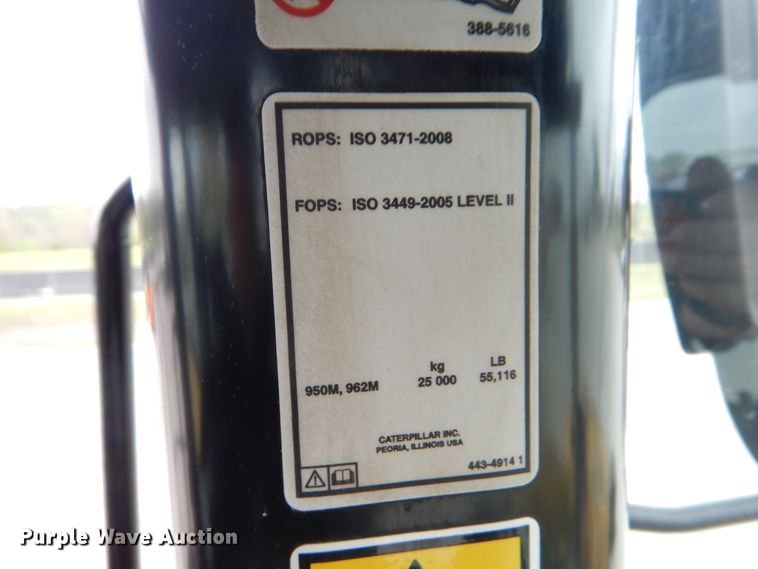 388-5618
ROPS: ISO 3471-2008
FOPS: ISO 3449-2005 LEVEL II
kg LB
950M, 962M 25 000 55,116
CATERPILLAR INC.
PEORIA, ILLINOIS USA
443-4914 1
Purple Wave Auction